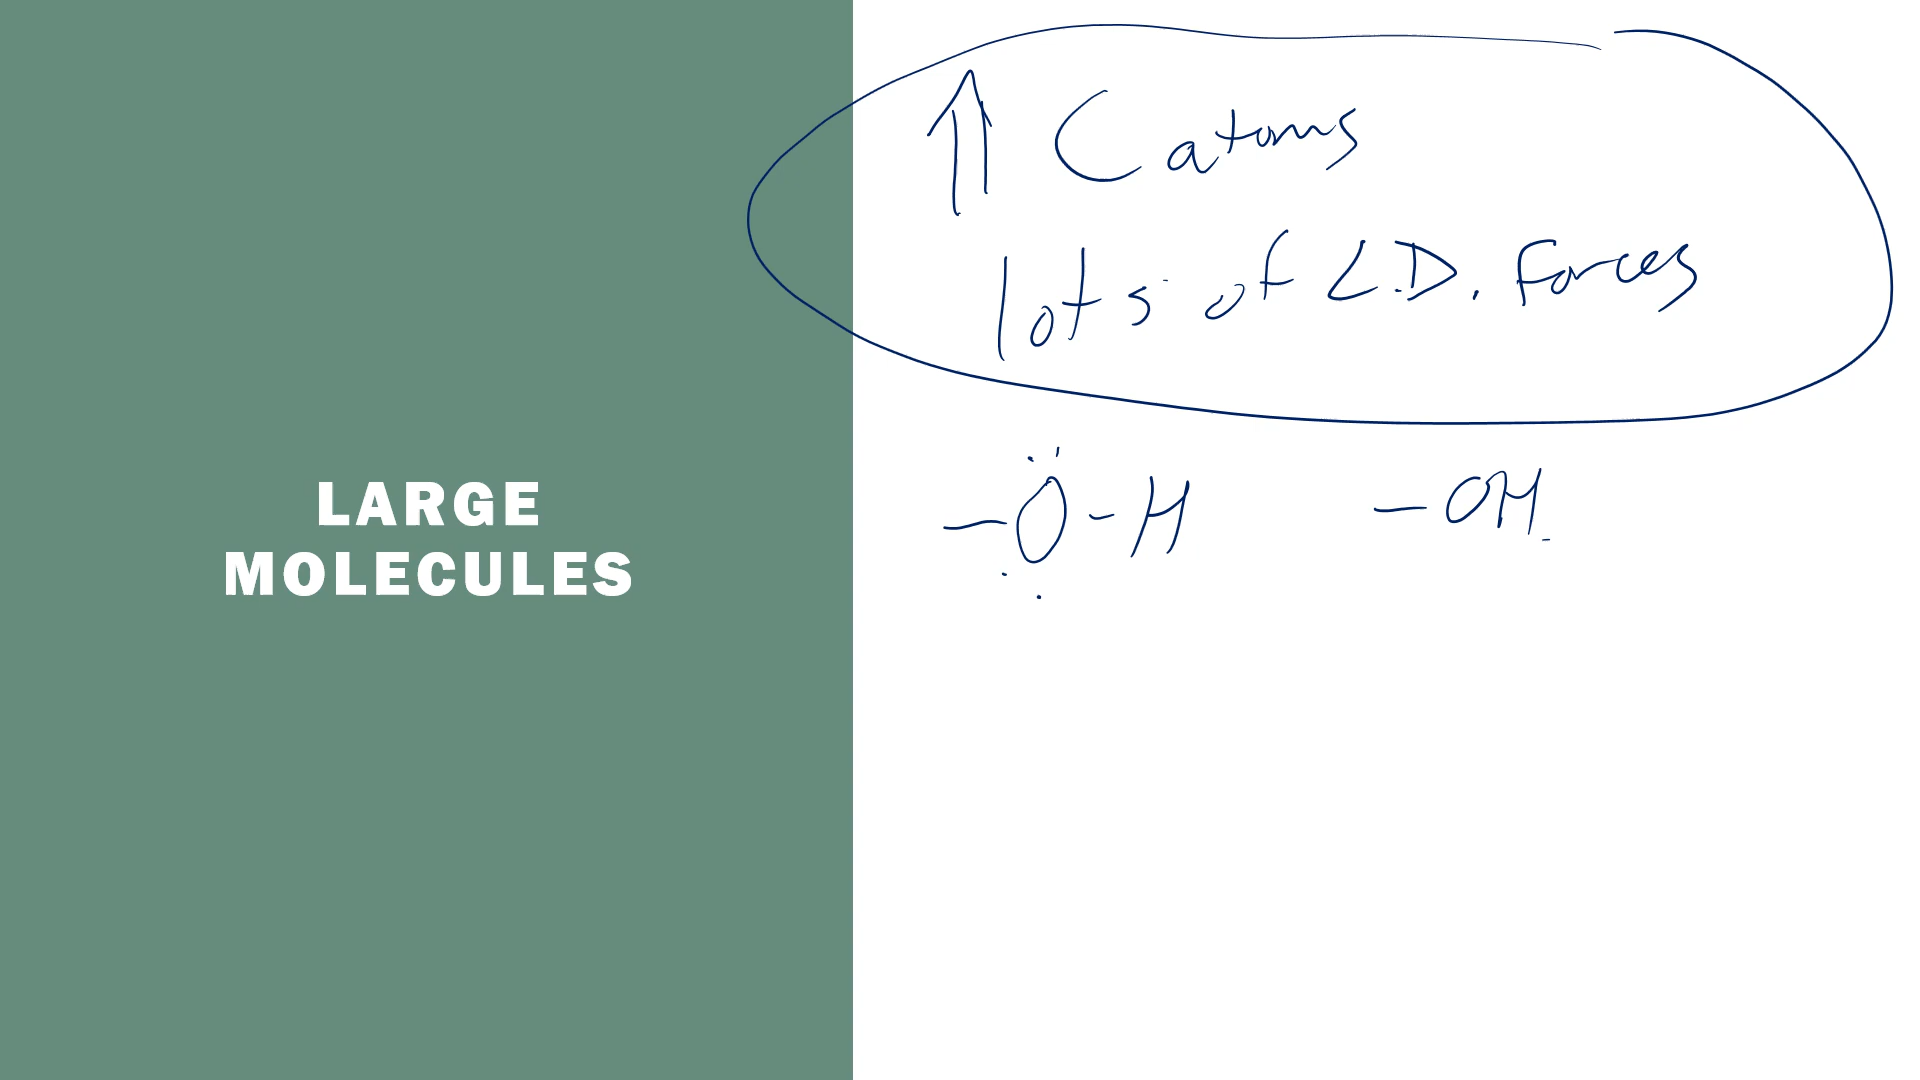 LARGE
MOLECULES
↑ C atoms
lots of L.D. Forces
-Ö-H -OH